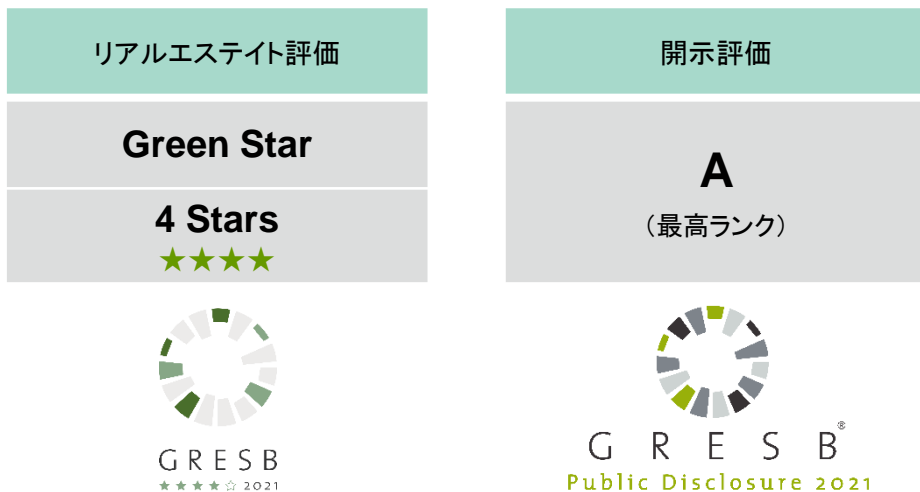 リアルエステイト評価
Green Star
4 Stars
★★★★
GRESB
★★★★☆ 2021
開示評価
A
（最高ランク）
GRESB®
Public Disclosure 2021